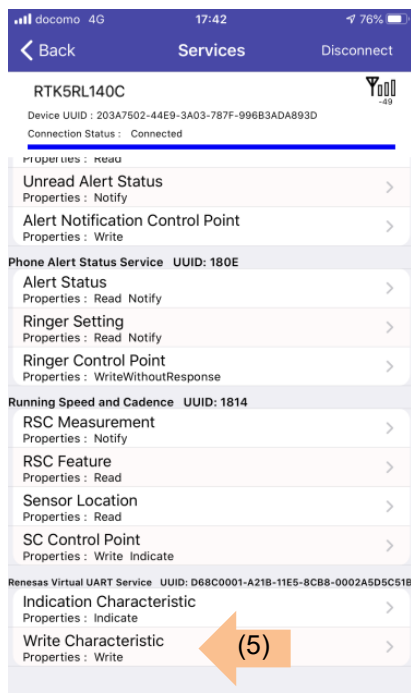 docomo 4G 17:42 76%
Back Services Disconnect
RTK5RL140C
-49
Device UUID : 203A7502-44E9-3A03-787F-996B3ADA893D
Connection Status : Connected
Properties : Read
Unread Alert Status
Properties : Notify
Alert Notification Control Point
Properties : Write
Phone Alert Status Service UUID: 180E
Alert Status
Properties : Read Notify
Ringer Setting
Properties : Read Notify
Ringer Control Point
Properties : WriteWithoutResponse
Running Speed and Cadence UUID: 1814
RSC Measurement
Properties : Notify
RSC Feature
Properties : Read
Sensor Location
Properties : Read
SC Control Point
Properties : Write Indicate
Renesas Virtual UART Service UUID: D68C0001-A21B-11E5-8CB8-0002A5D5C51B
Indication Characteristic
Properties : Indicate
Write Characteristic
Properties : Write
(5)